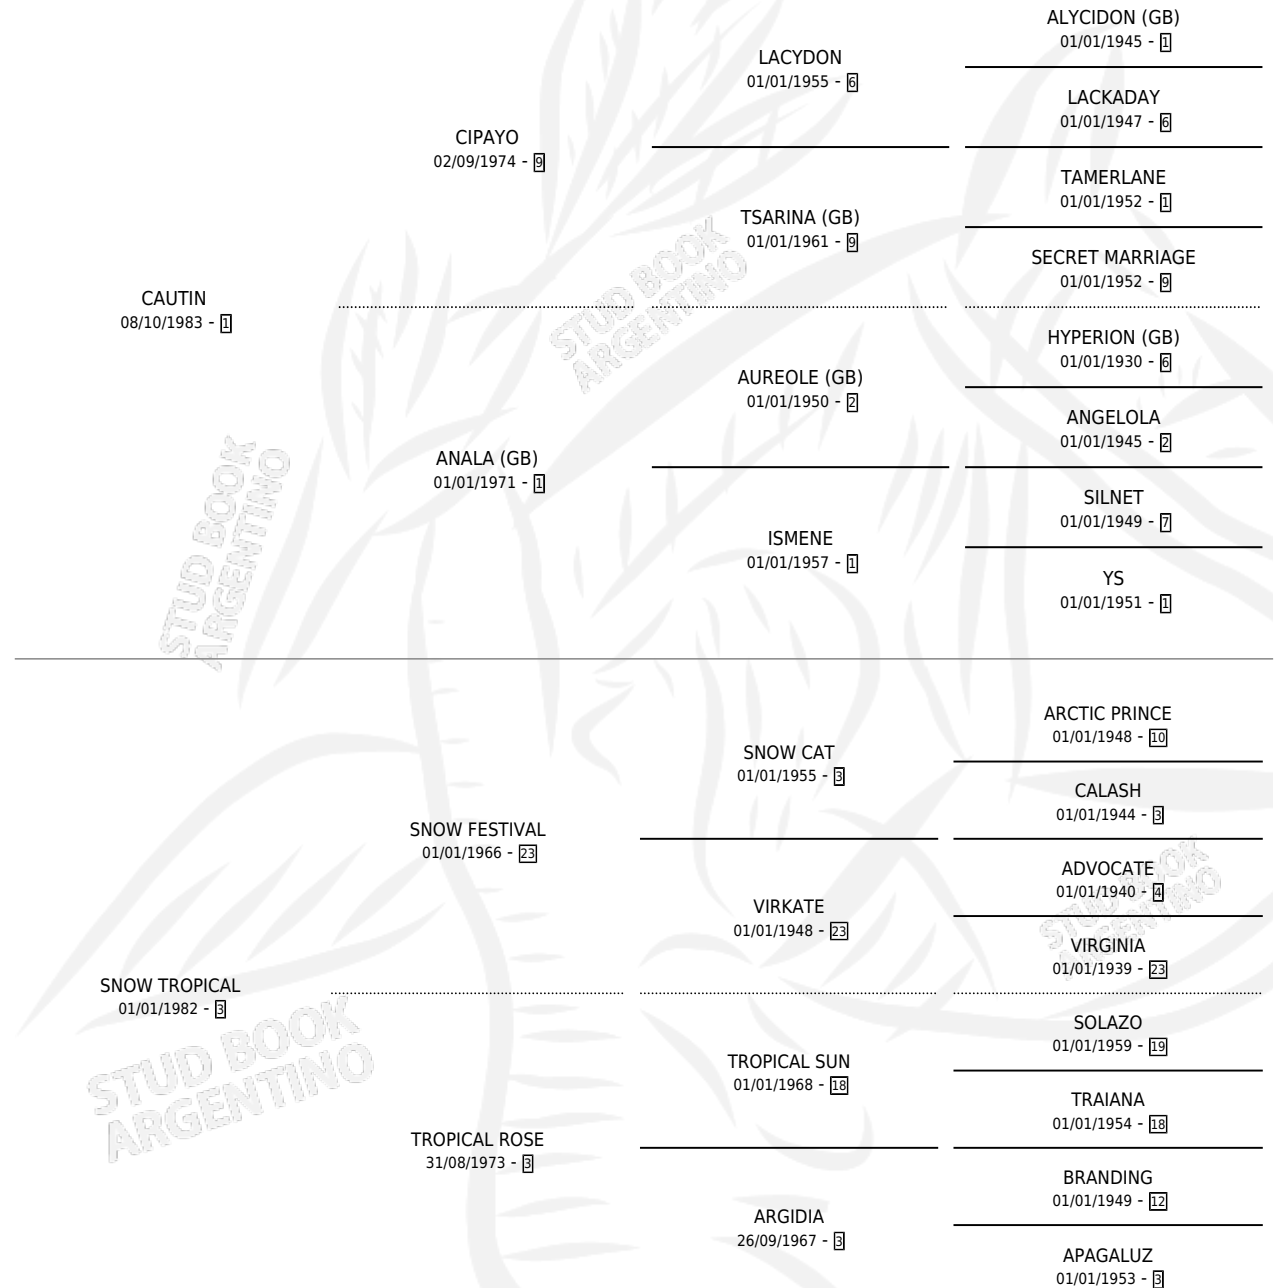 ALYCIDON (GB)
01/01/1945 - 1
LACYDON
01/01/1955 - 6
LACKADAY
01/01/1947 - 6
CIPAYO
02/09/1974 - 9
TAMERLANE
01/01/1952 - 1
TSARINA (GB)
01/01/1961 - 9
SECRET MARRIAGE
01/01/1952 - 9
CAUTIN
08/10/1983 - 1
HYPERION (GB)
01/01/1930 - 6
AUREOLE (GB)
01/01/1950 - 2
ANGELOLA
01/01/1945 - 2
ANALA (GB)
01/01/1971 - 1
SILNET
01/01/1949 - 7
ISMENE
01/01/1957 - 1
YS
01/01/1951 - 1
ARCTIC PRINCE
01/01/1948 - 10
SNOW CAT
01/01/1955 - 3
CALASH
01/01/1944 - 3
SNOW FESTIVAL
01/01/1966 - 23
ADVOCATE
01/01/1940 - 4
VIRKATE
01/01/1948 - 23
VIRGINIA
01/01/1939 - 23
SNOW TROPICAL
01/01/1982 - 3
SOLAZO
01/01/1959 - 19
TROPICAL SUN
01/01/1968 - 18
TRAIANA
01/01/1954 - 18
TROPICAL ROSE
31/08/1973 - 3
BRANDING
01/01/1949 - 12
ARGIDIA
26/09/1967 - 3
APAGALUZ
01/01/1953 - 3
STUD BOOK
ARGENTINO
STUD BOOK
ARGENTINO
STUD BOOK
ARGENTINO
STUD BOOK
ARGENTINO